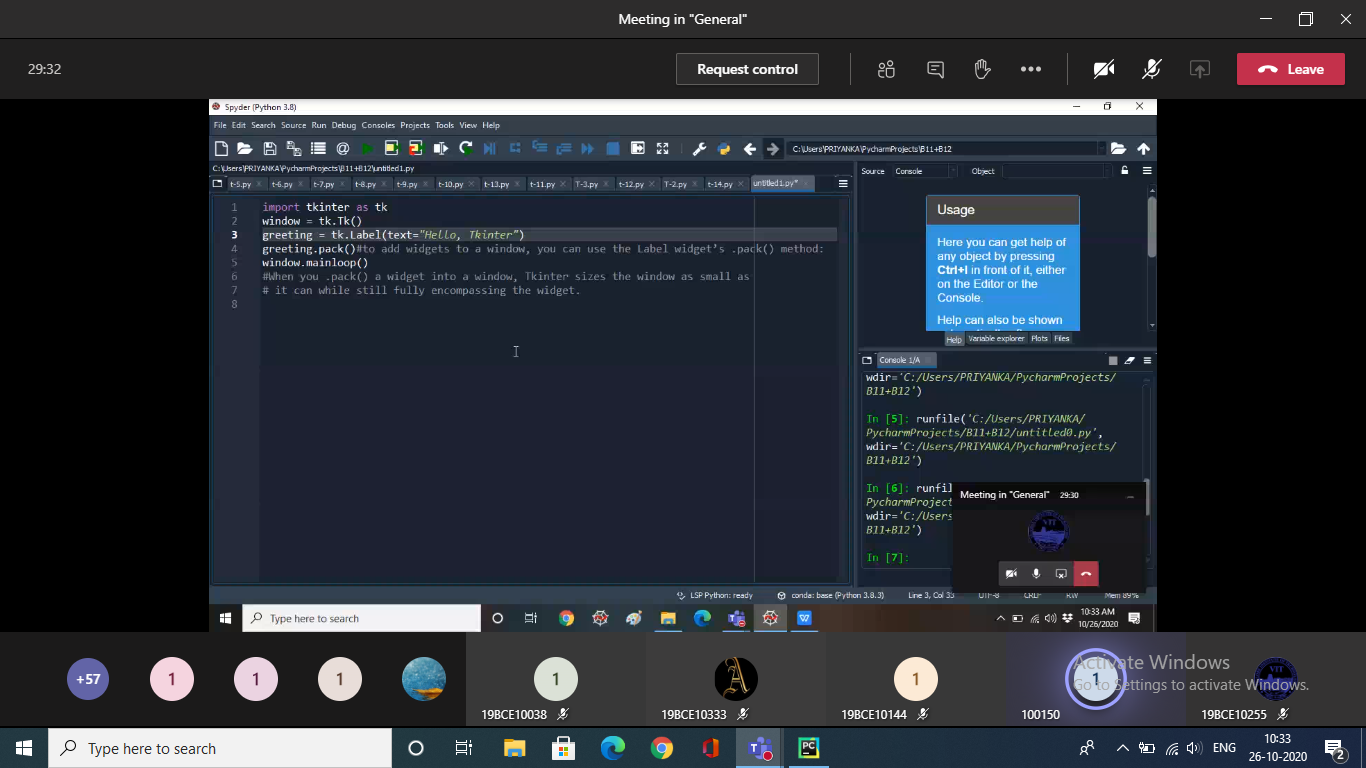 Meeting in "General"
29:32
Request control
Leave
Spyder (Python 3.8)
File Edit Search Source Run Debug Consoles Projects Tools View Help
C:\Users\PRIYANKA\PycharmProjects\B11+B12
C:\Users\PRIYANKA\PycharmProjects\B11+B12\untitled1.py
t-5.py t-6.py t-7.py t-8.py t-9.py t-10.py t-13.py t-11.py T-3.py t-12.py T-2.py t-14.py untitled1.py*
Source Console Object
1 import tkinter as tk
2 window = tk.Tk()
3 greeting = tk.Label(text="Hello, Tkinter")
4 greeting.pack()#to add widgets to a window, you can use the Label widget's .pack() method:
5 window.mainloop()
6 #When you .pack() a widget into a window, Tkinter sizes the window as small as
7 # it can while still fully encompassing the widget.
8
Usage
Here you can get help of
any object by pressing
Ctrl+I in front of it, either
on the Editor or the
Console.
Help can also be shown
Help Variable explorer Plots Files
Console 1/A
wdir='C:/Users/PRIYANKA/PycharmProjects/
B11+B12')
In [5]: runfile('C:/Users/PRIYANKA/
PycharmProjects/B11+B12/untitled0.py',
wdir='C:/Users/PRIYANKA/PycharmProjects/
B11+B12')
In [6]: runfil
PycharmProject
wdir='C:/Users
B11+B12')
In [7]:
Meeting in "General" 29:30
VIT
LSP Python: ready conda: base (Python 3.8.3) Line 3, Col 33 UTF-8 CRLF RW Mem 89%
Type here to search
10:33 AM
10/26/2020
+57
1
1
1
1
19BCE10038
A
19BCE10333
1
19BCE10144
1
100150
VIT
19BCE10255
Activate Windows
Go to Settings to activate Windows.
Type here to search
PC
ENG
10:33
26-10-2020
2